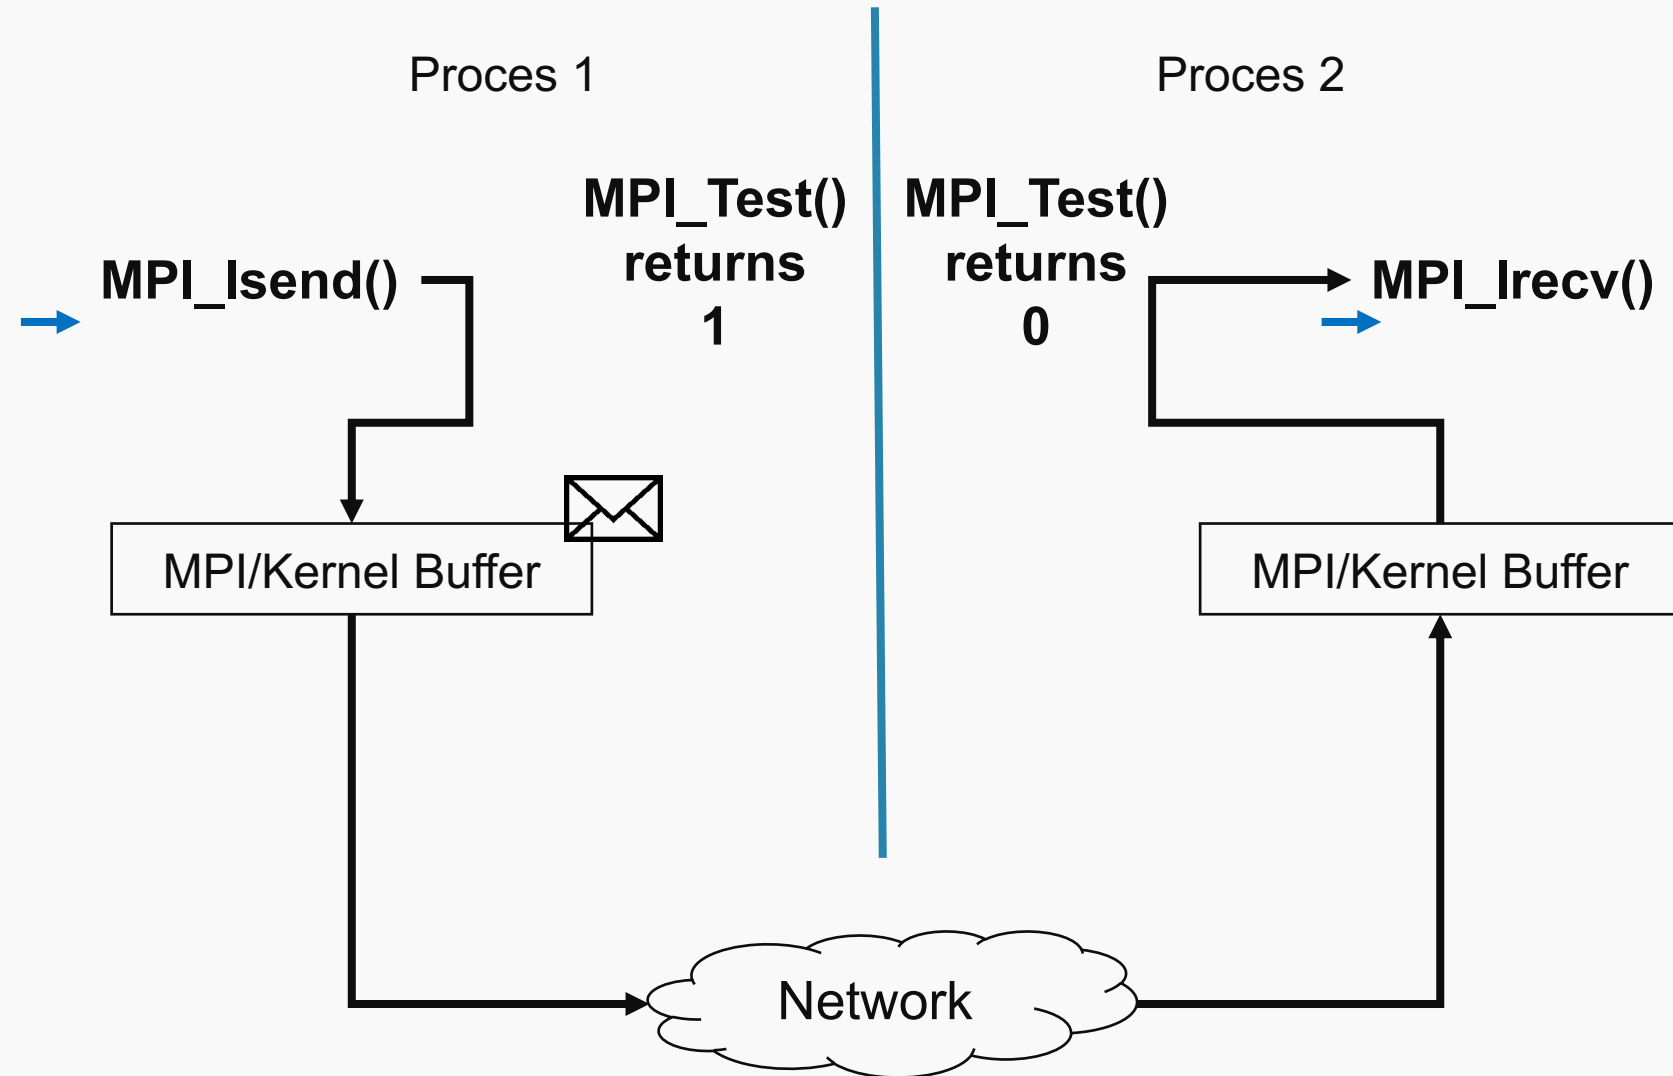 Proces 1
Proces 2
MPI_Test()
returns
1
MPI_Test()
returns
0
MPI_Isend()
MPI_Irecv()
MPI/Kernel Buffer
MPI/Kernel Buffer
Network